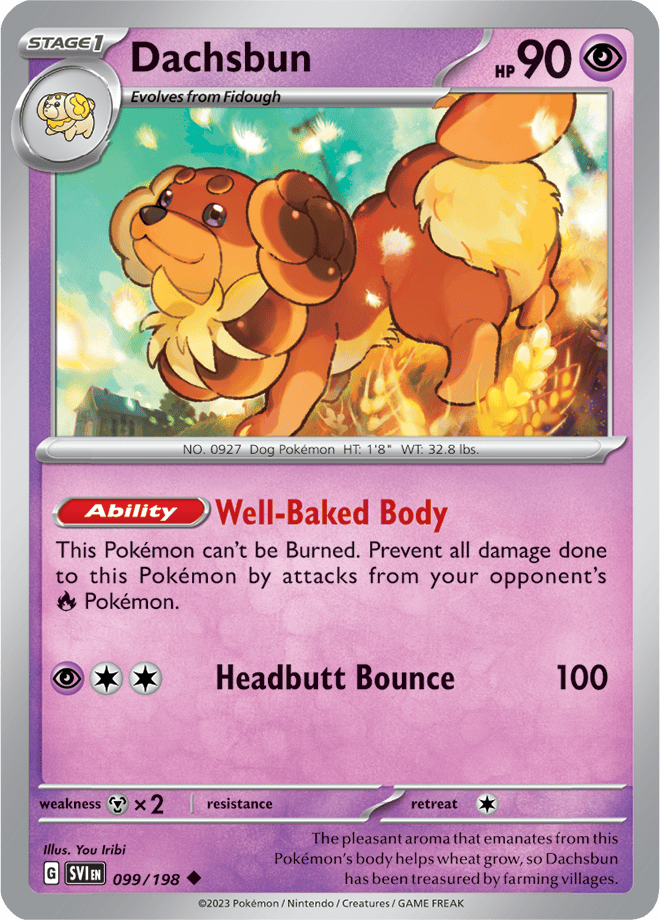 STAGE1
Dachsbun
HP 90
Evolves from Fidough
NO. 0927 Dog Pokémon HT: 1'8" WT: 32.8 lbs.
Ability Well-Baked Body
This Pokémon can't be Burned. Prevent all damage done
to this Pokémon by attacks from your opponent's
Pokémon.
Headbutt Bounce 100
weakness ×2 resistance retreat
Illus. You Iribi
The pleasant aroma that emanates from this
Pokémon's body helps wheat grow, so Dachsbun
has been treasured by farming villages.
G SVI EN 099/198
©2023 Pokémon / Nintendo / Creatures / GAME FREAK